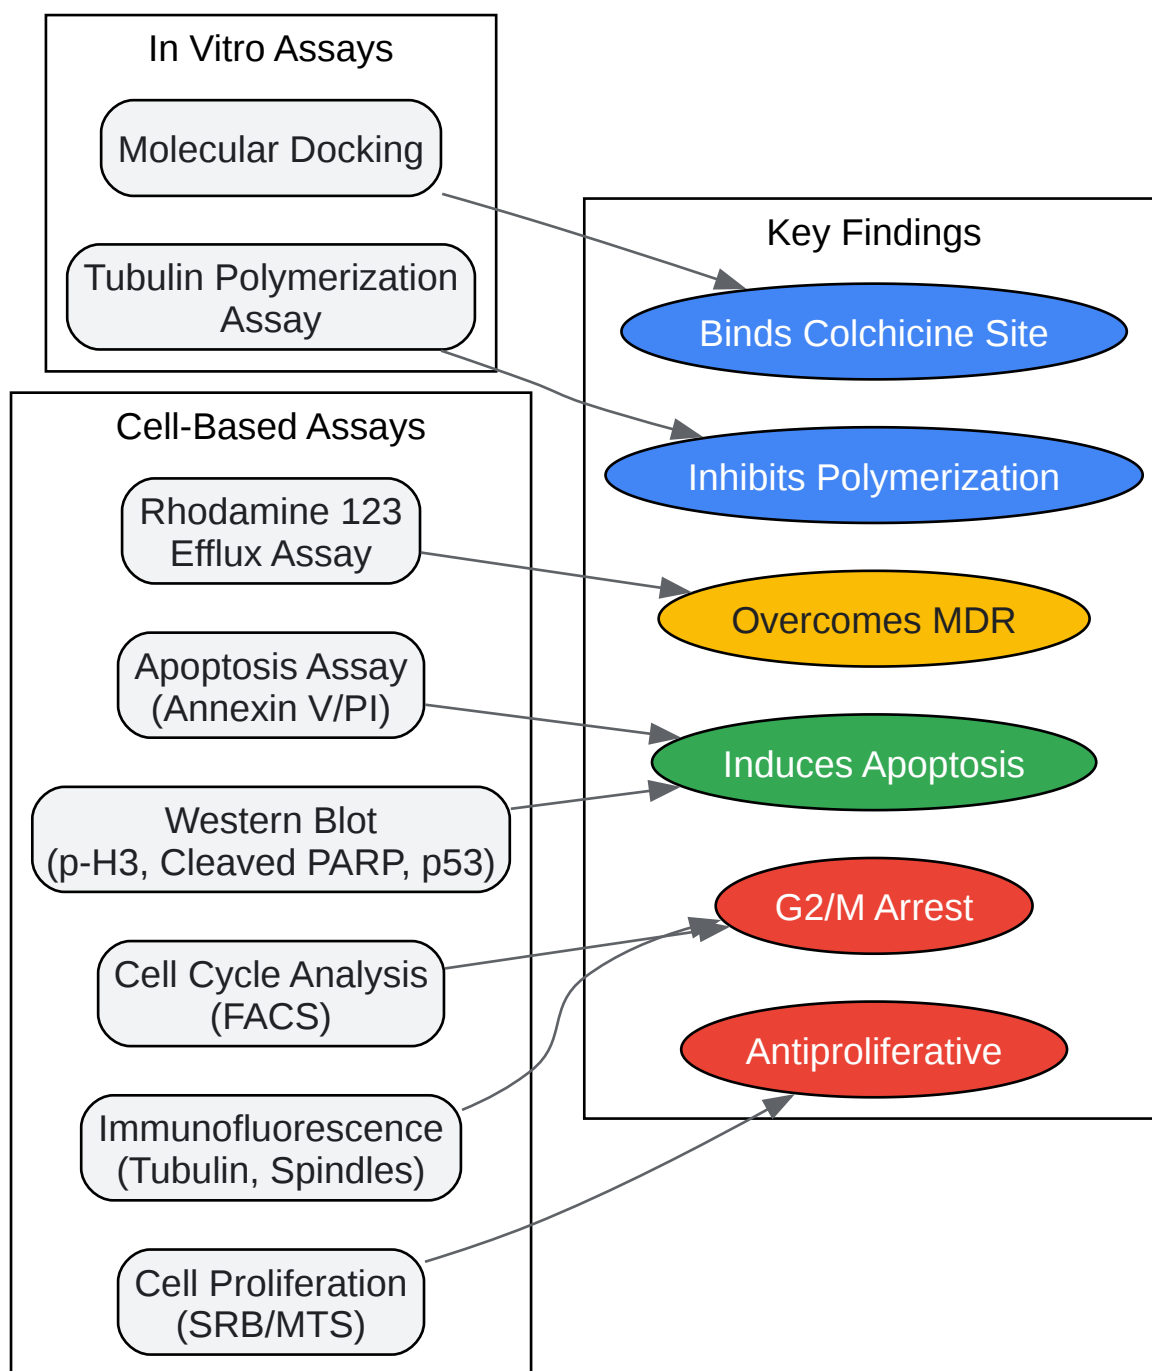 In Vitro Assays
Molecular Docking
Tubulin Polymerization
Assay
Cell-Based Assays
Rhodamine 123
Efflux Assay
Apoptosis Assay
(Annexin V/PI)
Western Blot
(p-H3, Cleaved PARP, p53)
Cell Cycle Analysis
(FACS)
Immunofluorescence
(Tubulin, Spindles)
Cell Proliferation
(SRB/MTS)
Key Findings
Binds Colchicine Site
Inhibits Polymerization
Overcomes MDR
Induces Apoptosis
G2/M Arrest
Antiproliferative